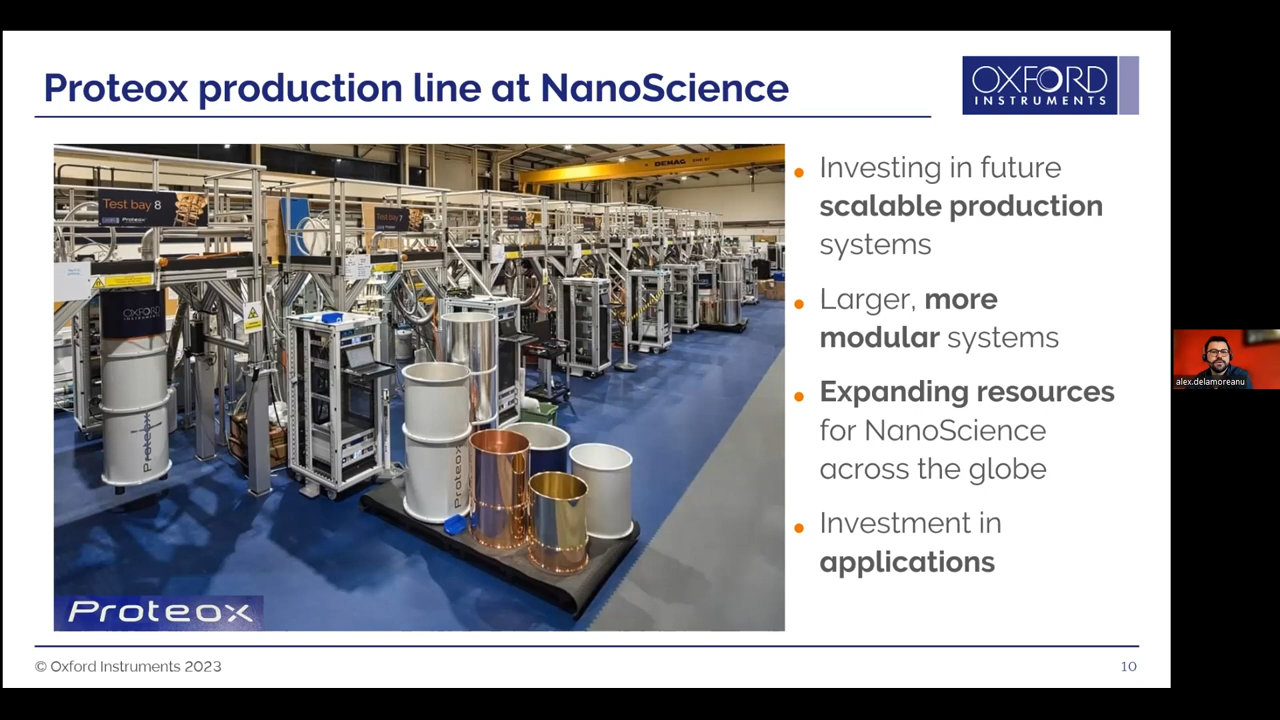 Proteox production line at NanoScience
OXFORD
INSTRUMENTS
Investing in future
scalable production
systems
Larger, more
modular systems
Expanding resources
for NanoScience
across the globe
Investment in
applications
DEMAG
Test bay 8
Proteox
Test bay 7
OXFORD
INSTRUMENTS
Proteox
Proteox
Proteox
alex.delamoreanu
© Oxford Instruments 2023
10